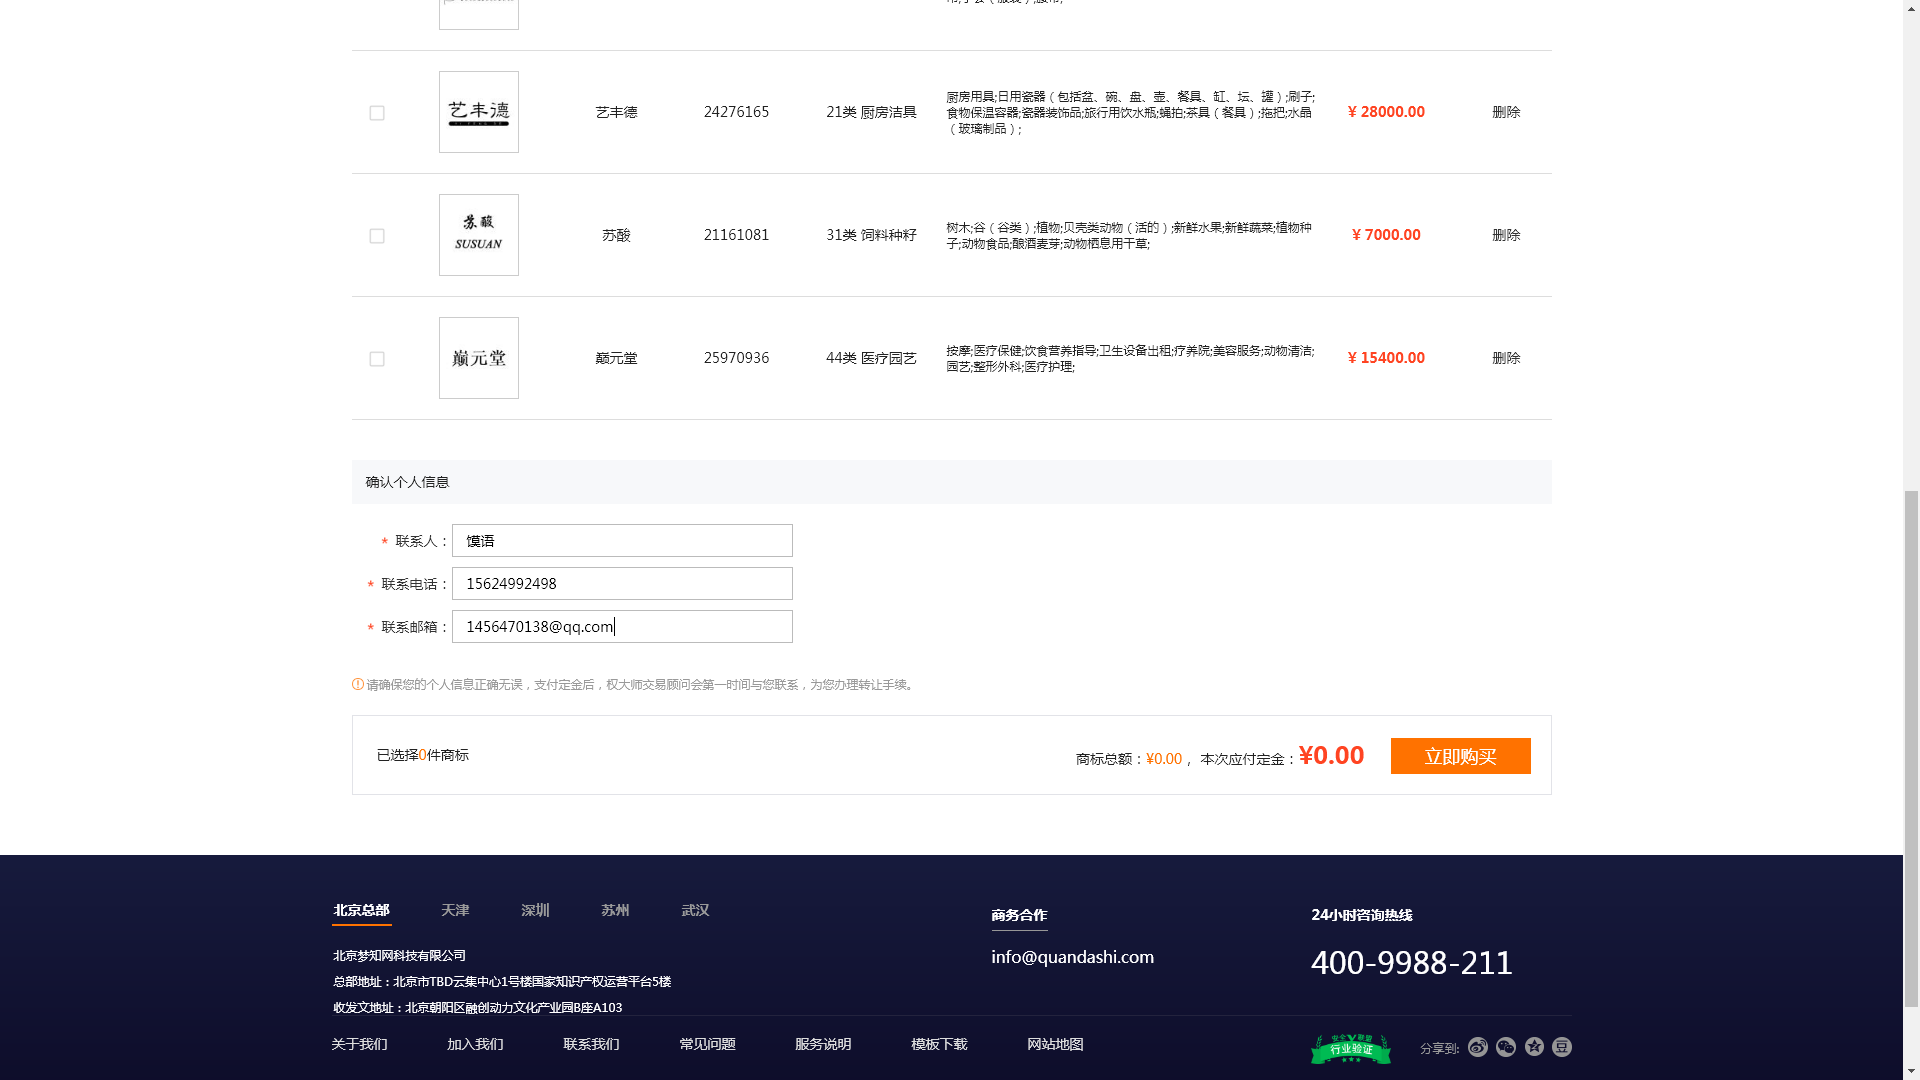 艺丰德
艺丰德
24276165
21类 厨房洁具
厨房用具;日用瓷器（包括盆、碗、盘、壶、餐具、缸、坛、罐）;刷子;
食物保温容器;瓷器装饰品;旅行用饮水瓶;蝇拍;茶具（餐具）;拖把;水晶
（玻璃制品）;
¥ 28000.00
删除
苏酸
SUSUAN
苏酸
21161081
31类 饲料种籽
树木;谷（谷类）;植物;贝壳类动物（活的）;新鲜水果;新鲜蔬菜;植物种
子;动物食品;酿酒麦芽;动物栖息用干草;
¥ 7000.00
删除
巅元堂
巅元堂
25970936
44类 医疗园艺
按摩;医疗保健;饮食营养指导;卫生设备出租;疗养院;美容服务;动物清洁;
园艺;整形外科;医疗护理;
¥ 15400.00
删除
确认个人信息
* 联系人：
馍语
* 联系电话：
15624992498
* 联系邮箱：
1456470138@qq.com
请确保您的个人信息正确无误，支付定金后，权大师交易顾问会第一时间与您联系，为您办理转让手续。
已选择0件商标
商标总额：¥0.00 ，本次应付定金：¥0.00
立即购买
北京总部
天津
深圳
苏州
武汉
北京梦知网科技有限公司
总部地址：北京市TBD云集中心1号楼国家知识产权运营平台5楼
收发文地址：北京朝阳区融创动力文化产业园B座A103
商务合作
info@quandashi.com
24小时咨询热线
400-9988-211
关于我们
加入我们
联系我们
常见问题
服务说明
模板下载
网站地图
安全联盟
行业验证
分享到:
豆